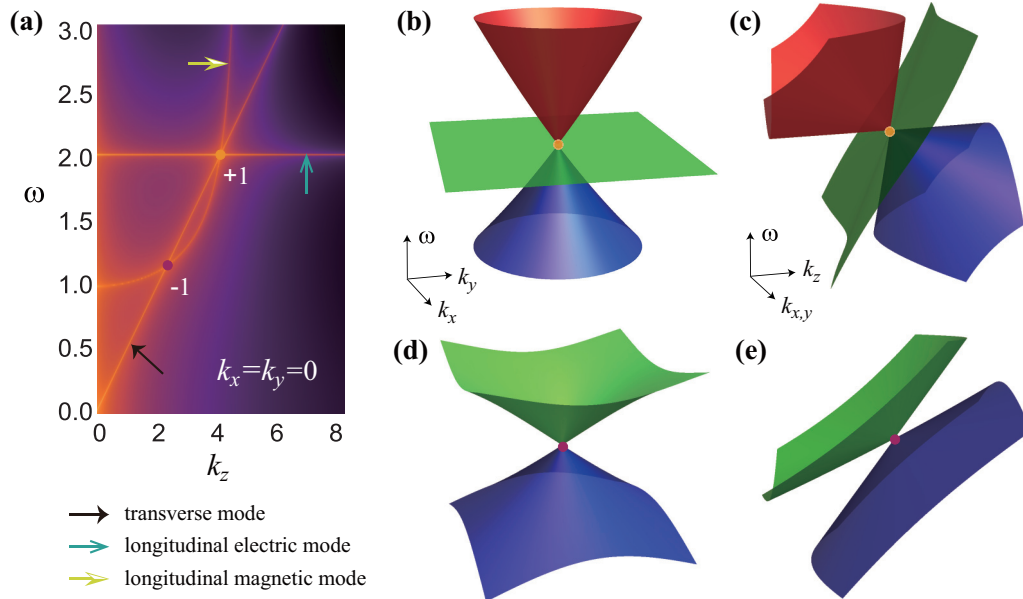 (a)
3.0
2.5
2.0
1.5
1.0
0.5
0.0
ω
+1
-1
kx=ky=0
0 2 4 6 8
kz
transverse mode
longitudinal electric mode
longitudinal magnetic mode
(b)
ω
ky
kx
(c)
ω
kz
kx,y
(d)
(e)